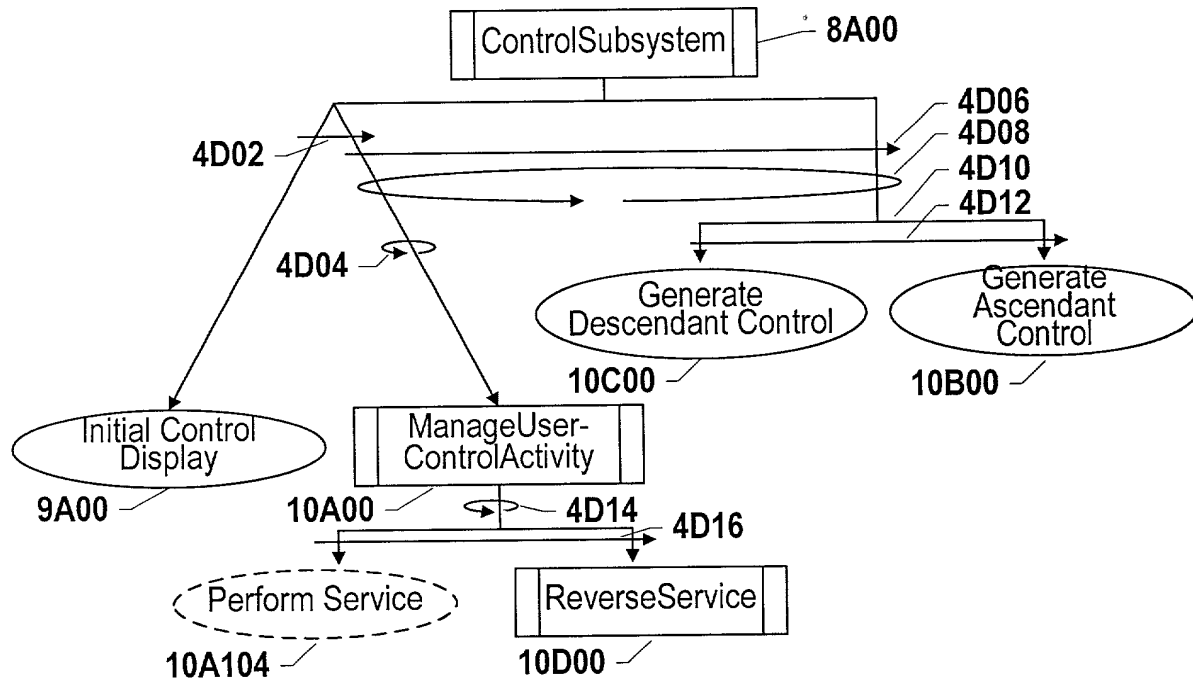 ControlSubsystem
8A00
4D06
4D08
4D02
4D10
4D12
4D04
Generate
Descendant Control
Generate
Ascendant
Control
10C00
10B00
Initial Control
Display
ManageUser-
ControlActivity
9A00
10A00
4D14
4D16
Perform Service
ReverseService
10A104
10D00